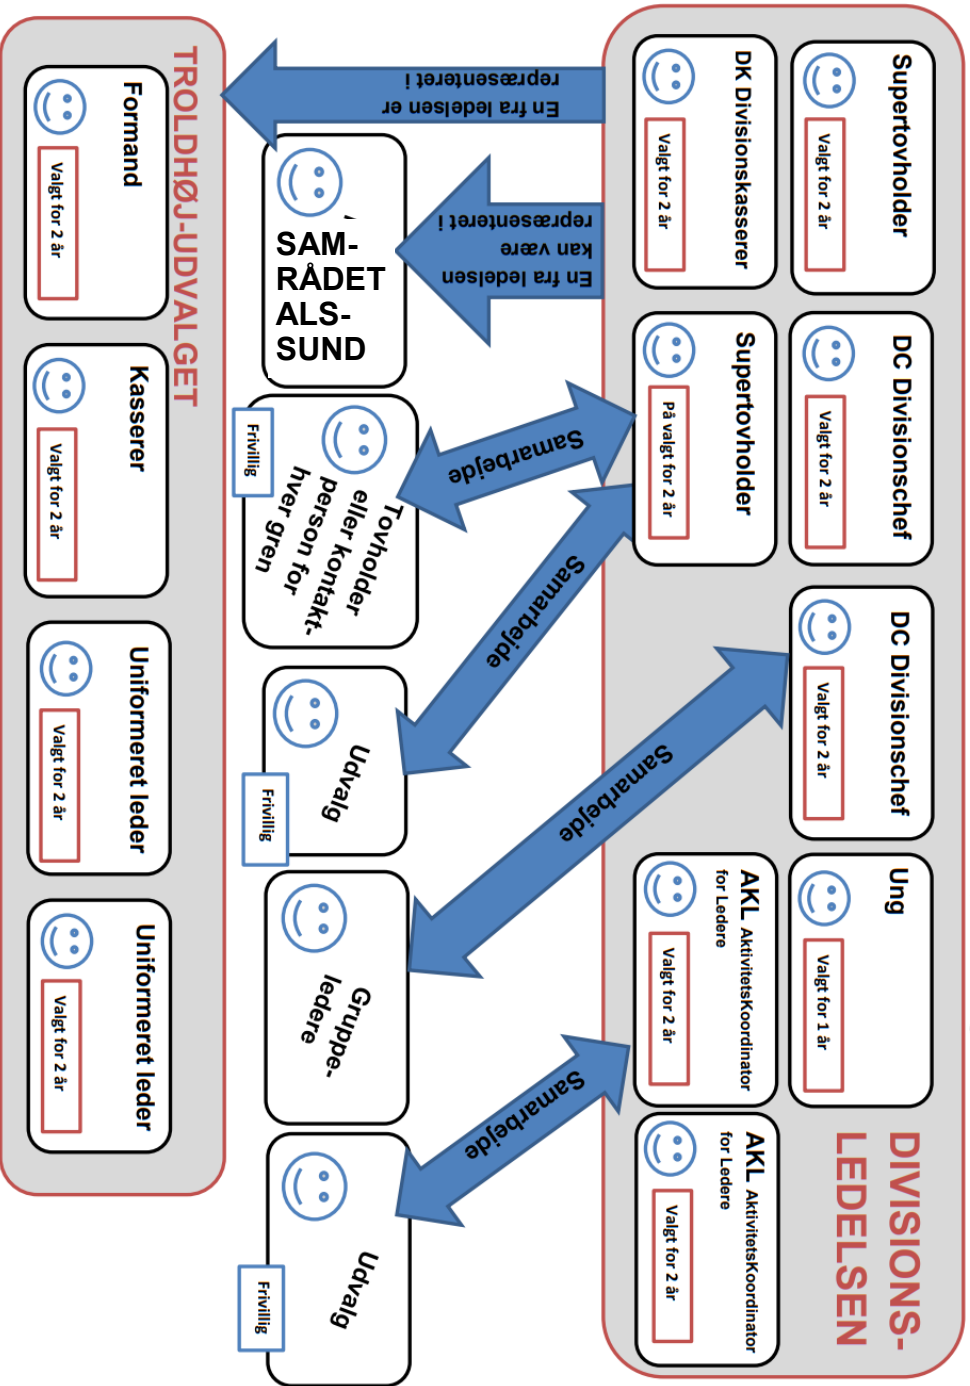 DIVISIONS-
LEDELSEN
Supertovholder
Valgt for 2 år
DC Divisionschef
Valgt for 2 år
DC Divisionschef
Valgt for 2 år
Ung
Valgt for 1 år
DK Divisionskasserer
Valgt for 2 år
Supertovholder
På valgt for 2 år
AKL AktivitetsKoordinator
for Ledere
Valgt for 2 år
AKL AktivitetsKoordinator
for Ledere
Valgt for 2 år
En fra ledelsen er
repræsenteret i
En fra ledelsen
kan være
repræsenteret i
Samarbejde
Samarbejde
Samarbejde
Samarbejde
SAM-
RÅDET
ALS-
SUND
Tovholder
eller kontakt-
person for
hver gren
Frivillig
Udvalg
Frivillig
Gruppe-
ledere
Udvalg
Frivillig
TROLDHØJ-UDVALGET
Formand
Valgt for 2 år
Kasserer
Valgt for 2 år
Uniformeret leder
Valgt for 2 år
Uniformeret leder
Valgt for 2 år